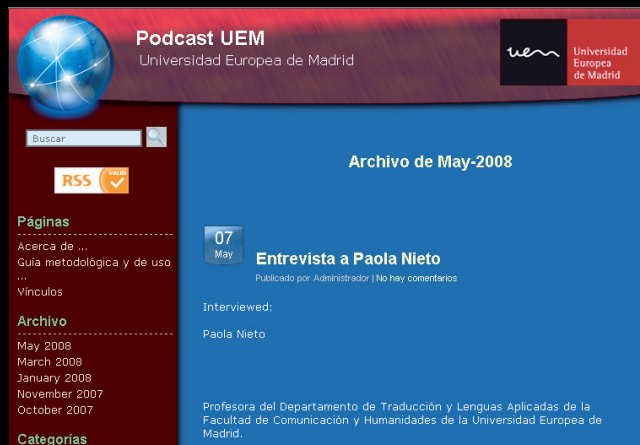 Podcast UEM
Universidad Europea de Madrid
uem
Universidad
Europea
de Madrid
Buscar
RSS VALID
Páginas
Acerca de ...
Guía metodológica y de uso
...
Vínculos
Archivo
May 2008
March 2008
January 2008
November 2007
October 2007
Categorías
Archivo de May-2008
07
May
Entrevista a Paola Nieto
Publicado por Administrador | No hay comentarios
Interviewed:
Paola Nieto
Profesora del Departamento de Traducción y Lenguas Aplicadas de la
Facultad de Comunicación y Humanidades de la Universidad Europea de
Madrid.